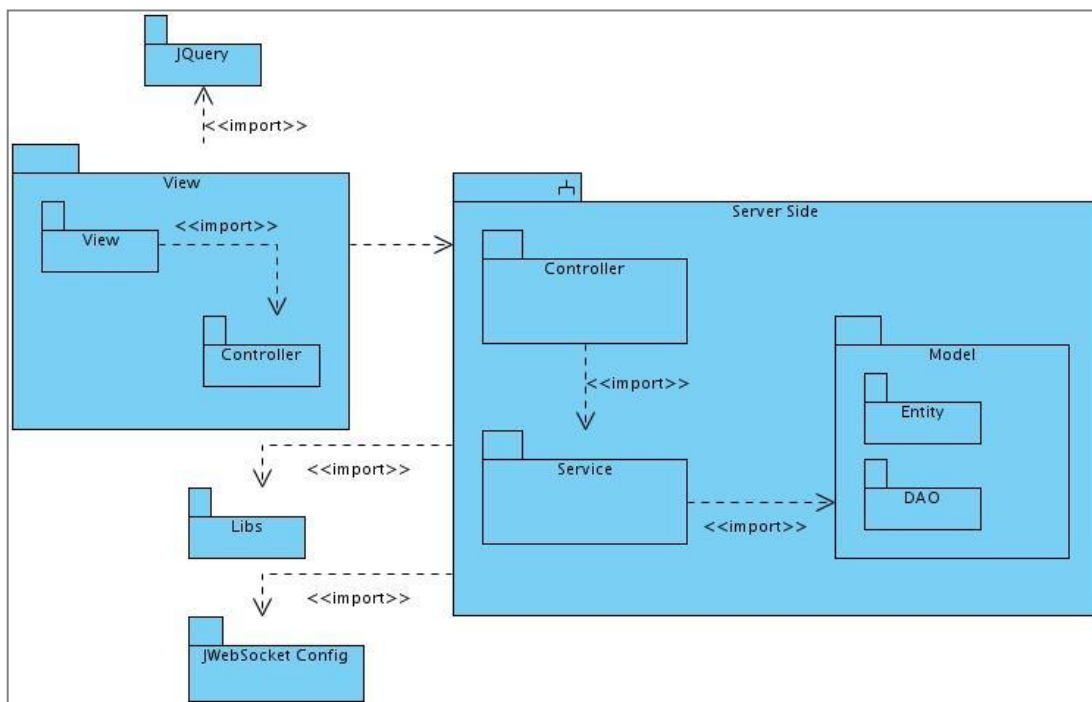 JQuery
<<import>>
View
<<import>>
View
Controller
Server Side
Controller
<<import>>
Model
Entity
DAO
Service
<<import>>
<<import>>
Libs
<<import>>
JWebSocket Config